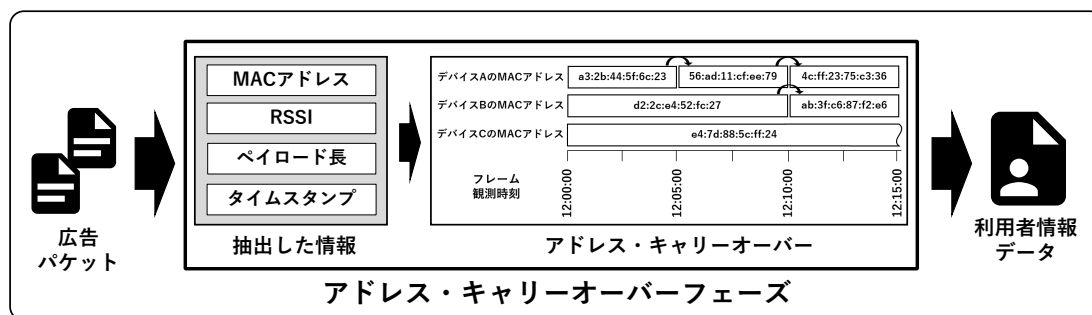 広告
パケット
MACアドレス
RSSI
ペイロード長
タイムスタンプ
抽出した情報
デバイスAのMACアドレス
a3:2b:44:5f:6c:23
56:ad:11:cf:ee:79
4c:ff:23:75:c3:36
デバイスBのMACアドレス
d2:2c:e4:52:fc:27
ab:3f:c6:87:f2:e6
デバイスCのMACアドレス
e4:7d:88:5c:ff:24
フレーム
観測時刻
12:00:00
12:05:00
12:10:00
12:15:00
アドレス・キャリーオーバー
利用者情報
データ
アドレス・キャリーオーバーフェーズ